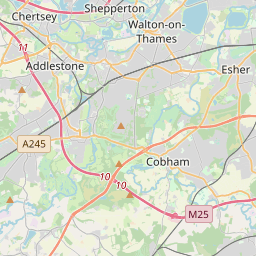 Shepperton
Chertsey
Walton-on-
Thames
11
Addlestone
Esher
A245
Cobham
10
10
M25